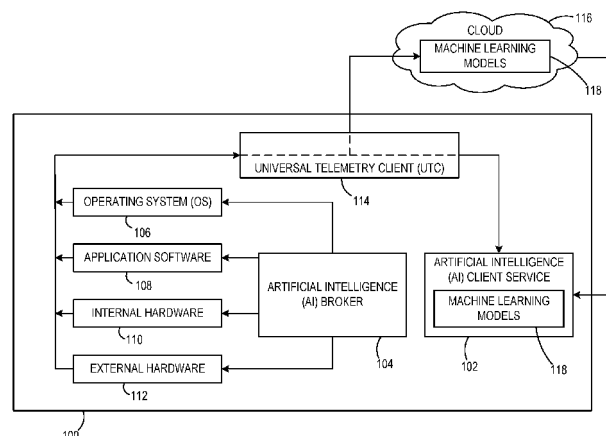 116
CLOUD
MACHINE LEARNING
MODELS
118
UNIVERSAL TELEMETRY CLIENT (UTC)
114
OPERATING SYSTEM (OS)
106
APPLICATION SOFTWARE
108
INTERNAL HARDWARE
110
EXTERNAL HARDWARE
112
ARTIFICIAL INTELLIGENCE
(AI) BROKER
104
ARTIFICIAL INTELLIGENCE
(AI) CLIENT SERVICE
MACHINE LEARNING
MODELS
102
118
100